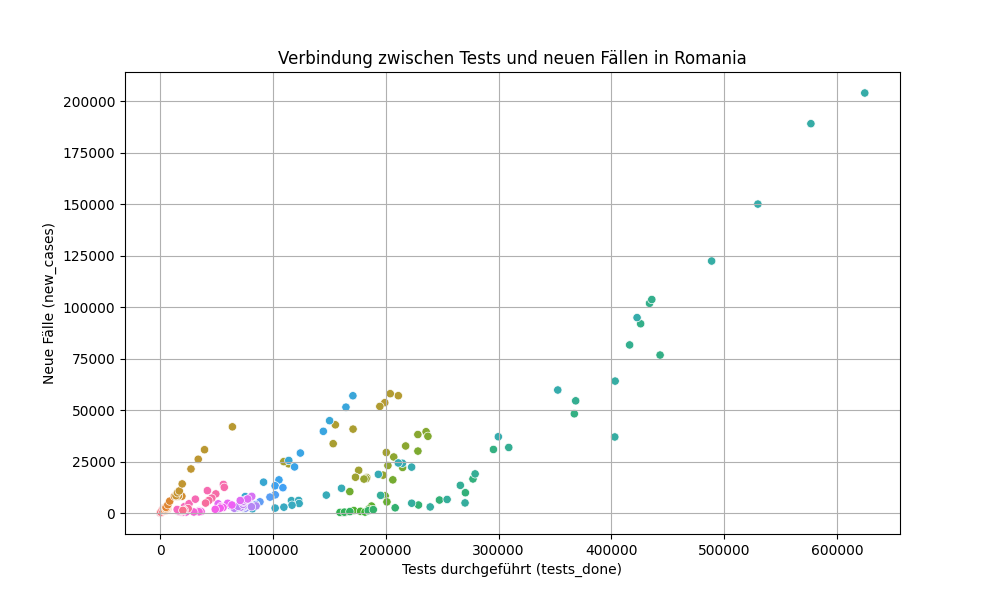 Verbindung zwischen Tests und neuen Fällen in Romania
Neue Fälle (new_cases)
200000
175000
150000
125000
100000
75000
50000
25000
0
0 100000 200000 300000 400000 500000 600000
Tests durchgeführt (tests_done)